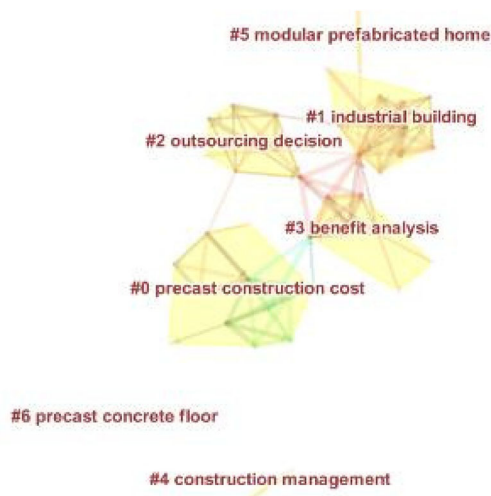 #5 modular prefabricated home
#1 industrial building
#2 outsourcing decision
#3 benefit analysis
#0 precast construction cost
#6 precast concrete floor
#4 construction management